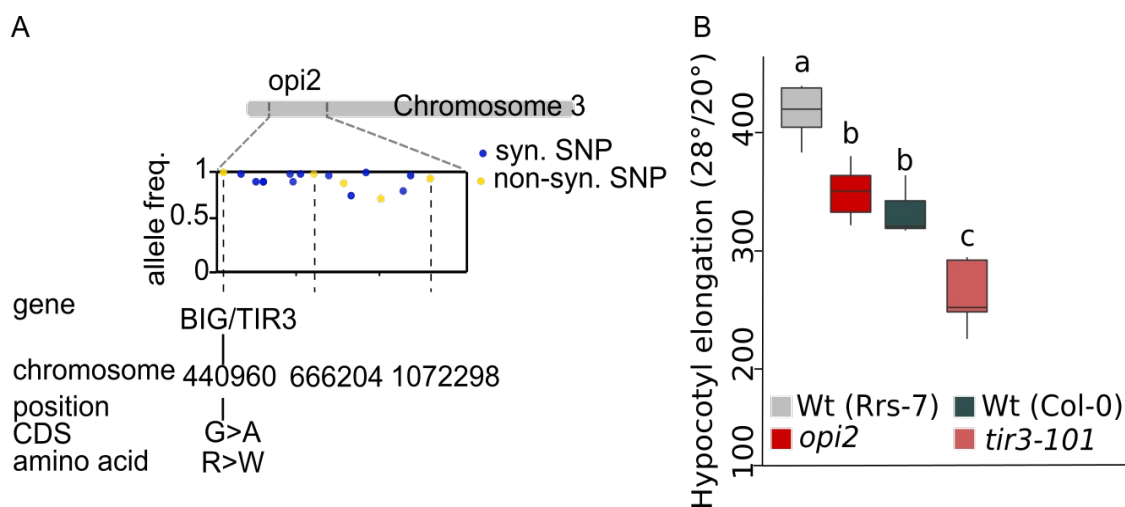 A
opi2
Chromosome 3
syn. SNP
non-syn. SNP
allele freq.
1
0.5
0
gene
BIG/TIR3
chromosome position
440960 666204 1072298
CDS
G>A
amino acid
R>W
B
Hypocotyl elongation (28°/20°)
400
300
200
100
a
b
b
c
Wt (Rrs-7)
Wt (Col-0)
opi2
tir3-101